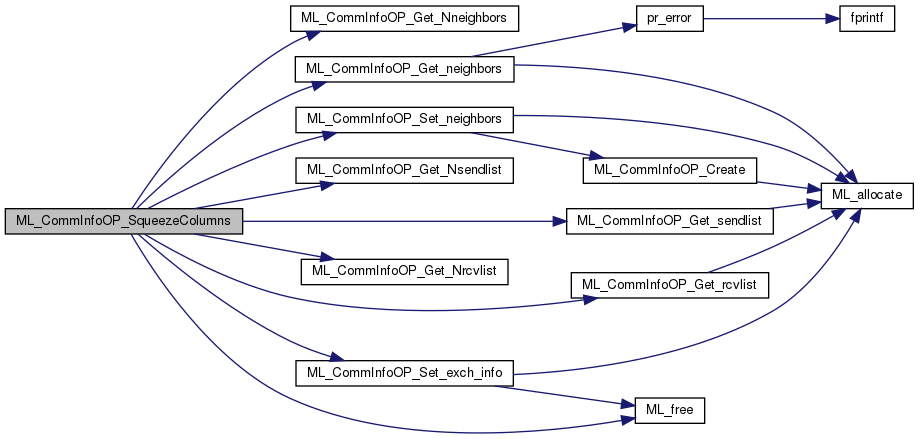 ML_CommInfoOP_Get_Nneighbors
pr_error
fprintf
ML_CommInfoOP_Get_neighbors
ML_CommInfoOP_Set_neighbors
ML_CommInfoOP_Get_Nsendlist
ML_CommInfoOP_Create
ML_allocate
ML_CommInfoOP_SqueezeColumns
ML_CommInfoOP_Get_sendlist
ML_CommInfoOP_Get_Nrcvlist
ML_CommInfoOP_Get_rcvlist
ML_CommInfoOP_Set_exch_info
ML_free